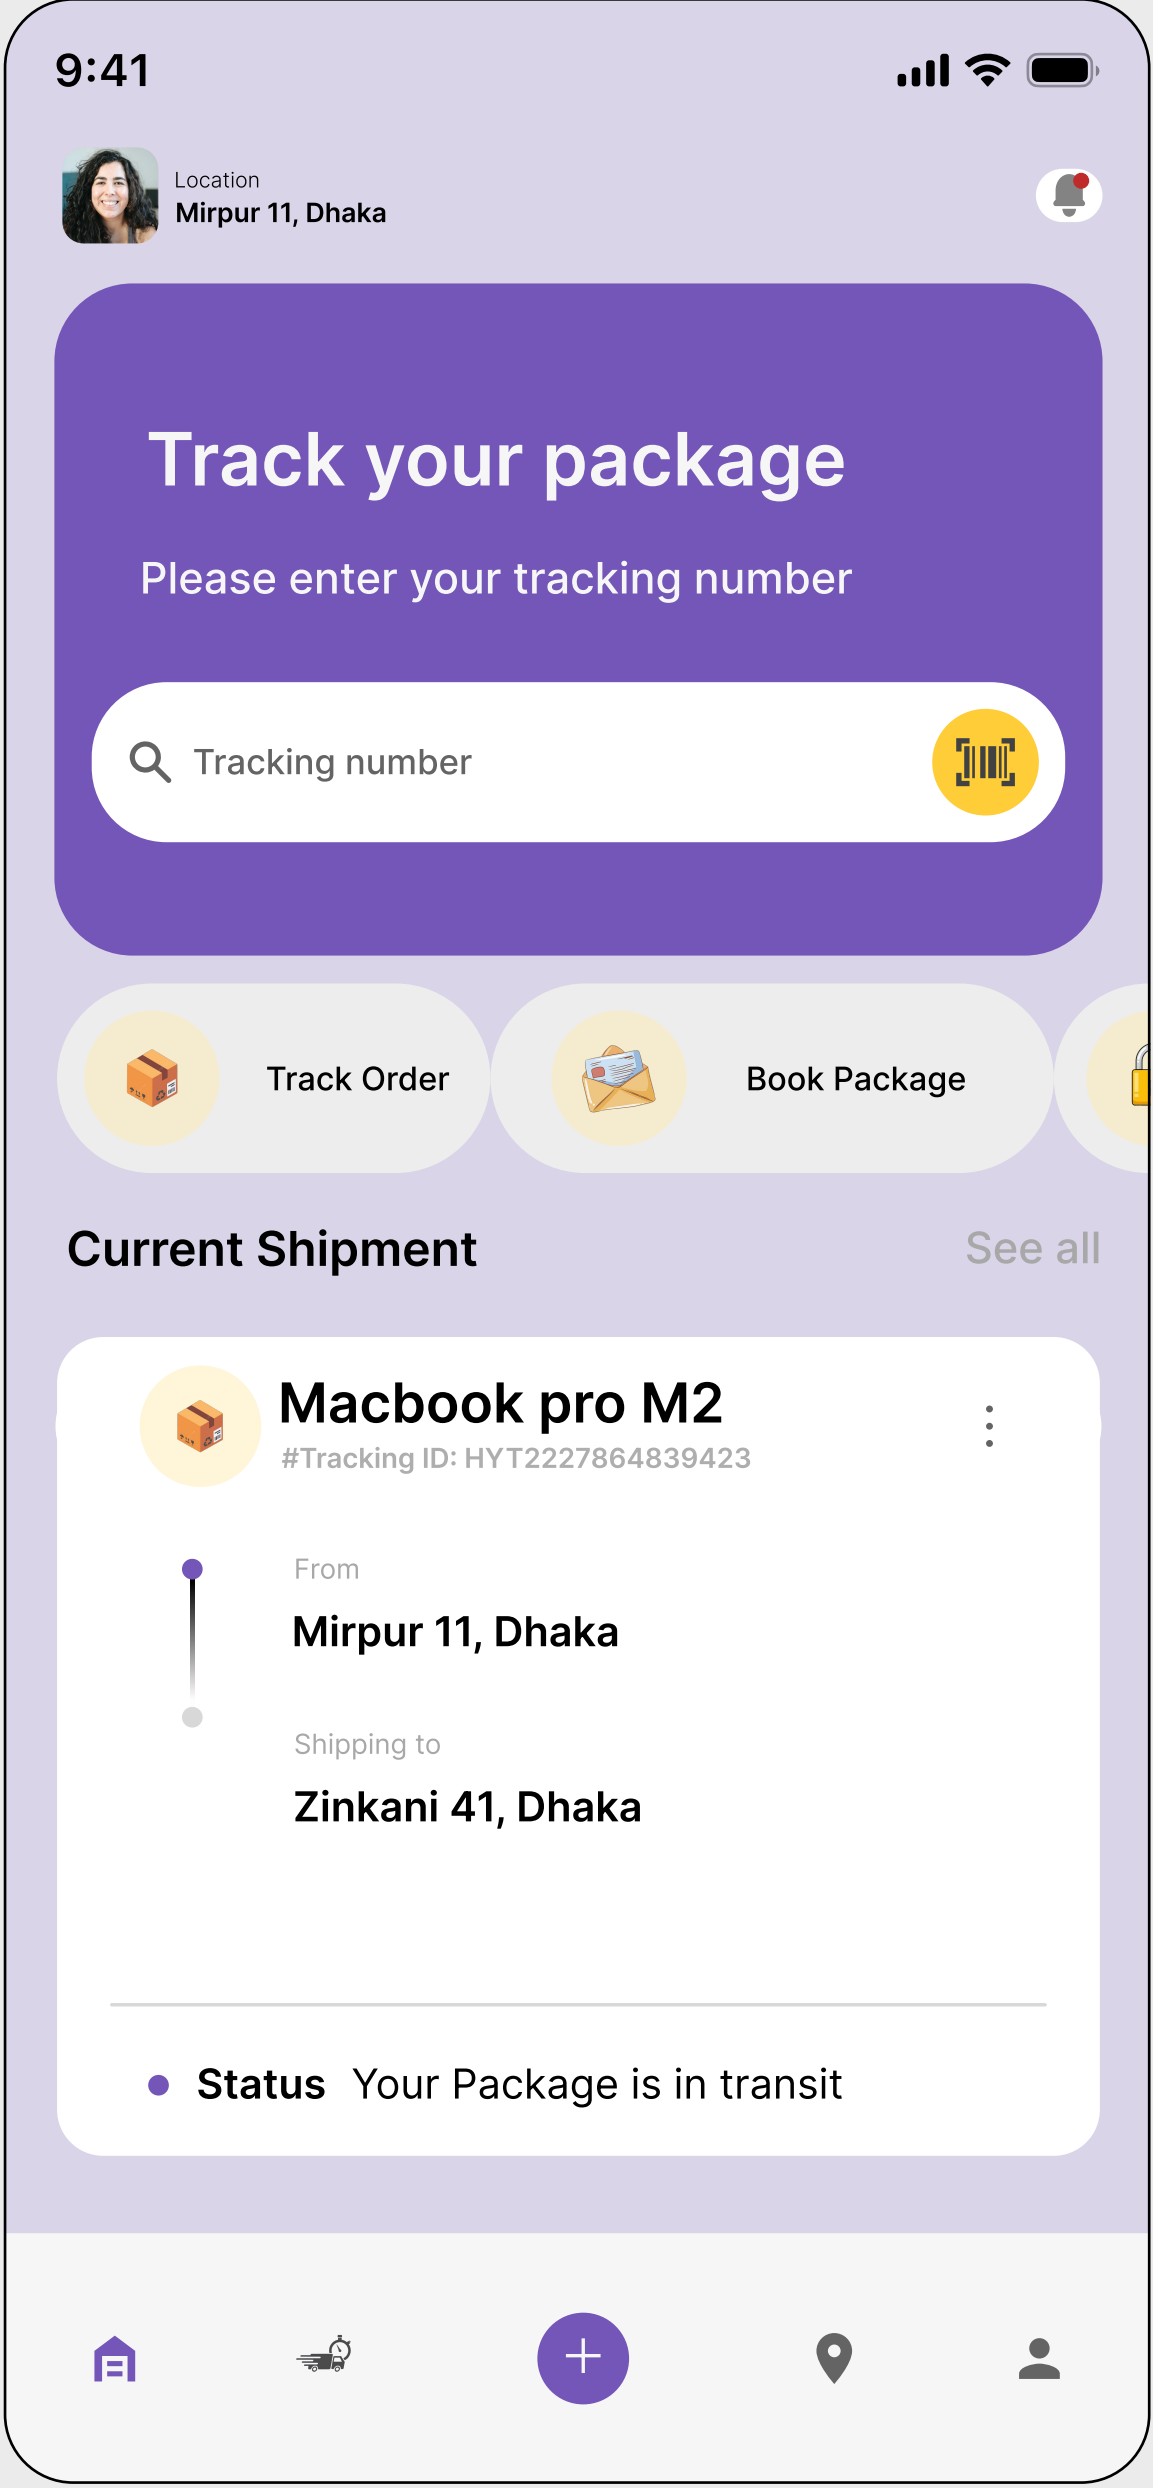 9:41
Location
Mirpur 11, Dhaka
Track your package
Please enter your tracking number
Tracking number
Track Order
Book Package
Current Shipment
See all
Macbook pro M2
#Tracking ID: HYT2227864839423
From
Mirpur 11, Dhaka
Shipping to
Zinkani 41, Dhaka
Status Your Package is in transit